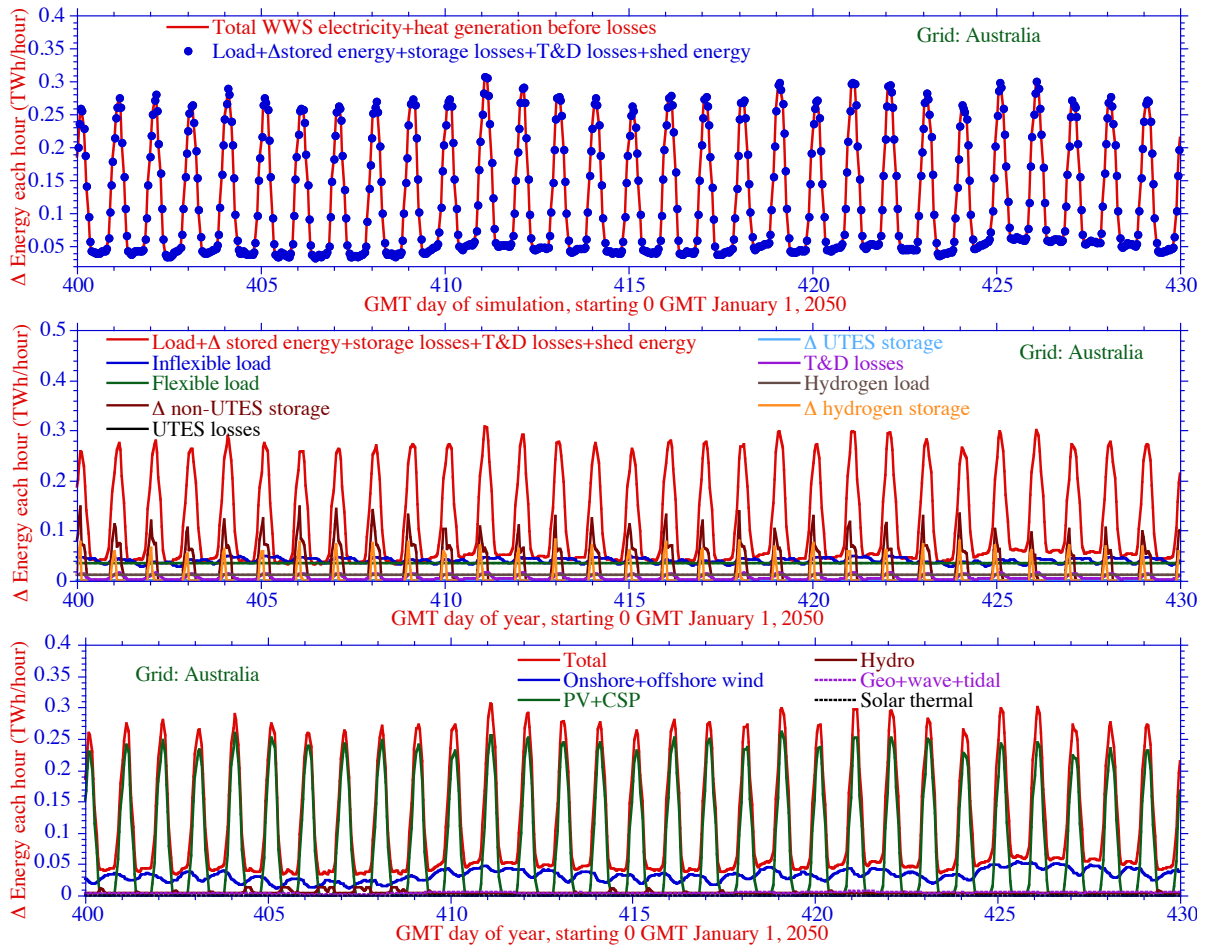 0.4
Total WWS electricity+heat generation before losses
Grid: Australia
0.35
Load+Δstored energy+storage losses+T&D losses+shed energy
0.3
0.25
0.2
0.15
0.1
0.05
Δ Energy each hour (TWh/hour)
400 405 410 415 420 425 430
GMT day of simulation, starting 0 GMT January 1, 2050
0.5
Load+Δ stored energy+storage losses+T&D losses+shed energy
Δ UTES storage
Grid: Australia
Inflexible load
T&D losses
0.4
Flexible load
Hydrogen load
Δ non-UTES storage
Δ hydrogen storage
0.3
UTES losses
0.2
0.1
0
Δ Energy each hour (TWh/hour)
400 405 410 415 420 425 430
GMT day of year, starting 0 GMT January 1, 2050
0.4
Grid: Australia
Total
Hydro
0.35
Onshore+offshore wind
Geo+wave+tidal
PV+CSP
Solar thermal
0.3
0.25
0.2
0.15
0.1
0.05
0
Δ Energy each hour (TWh/hour)
400 405 410 415 420 425 430
GMT day of year, starting 0 GMT January 1, 2050